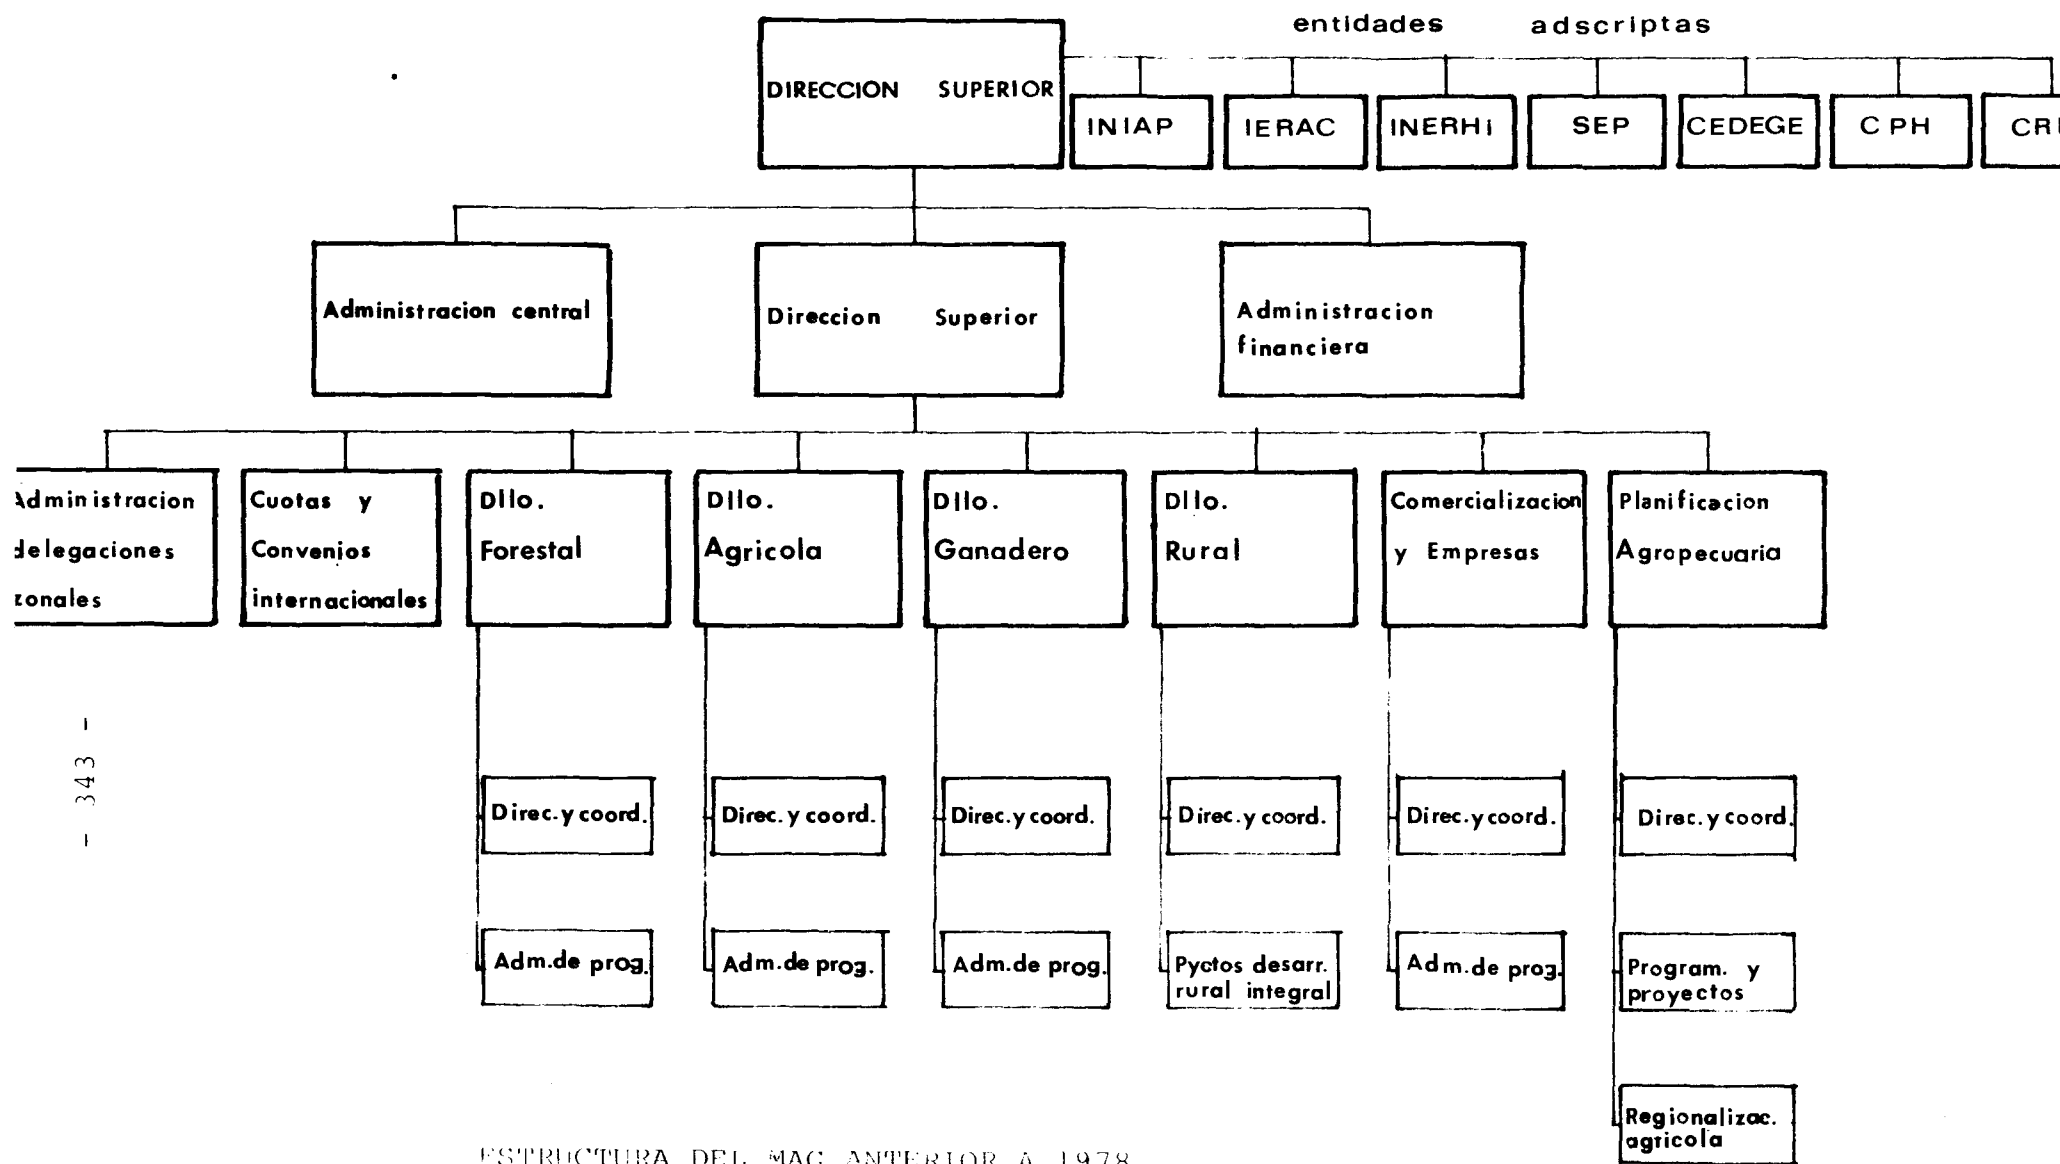 entidades adscriptas
DIRECCION SUPERIOR
INIAP
IERAC
INERHi
SEP
CEDEGE
CPH
Administracion central
Direccion Superior
Administracion
financiera
Administracion
delegaciones
zonales
Cuotas y
Convenios
internacionales
Dllo.
Forestal
Dllo.
Agricola
Dllo.
Ganadero
Dllo.
Rural
Comercializacion
y Empresas
Planificacion
Agropecuaria
Direc. y coord.
Direc. y coord.
Direc. y coord.
Direc. y coord.
Direc. y coord.
Direc. y coord.
Adm. de prog.
Adm. de prog.
Adm. de prog.
Pyctos desarr.
rural integral
Adm. de prog.
Program. y
proyectos
Regionalizac.
agricola
- 343 -
ESTRUCTURA DEL MAC ANTERIOR A 1978